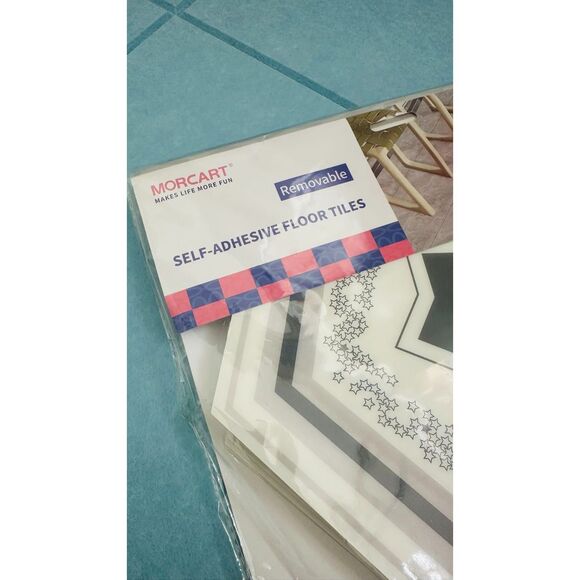 MORCART®
MAKES LIFE MORE FUN
Removable
SELF-ADHESIVE FLOOR TILES